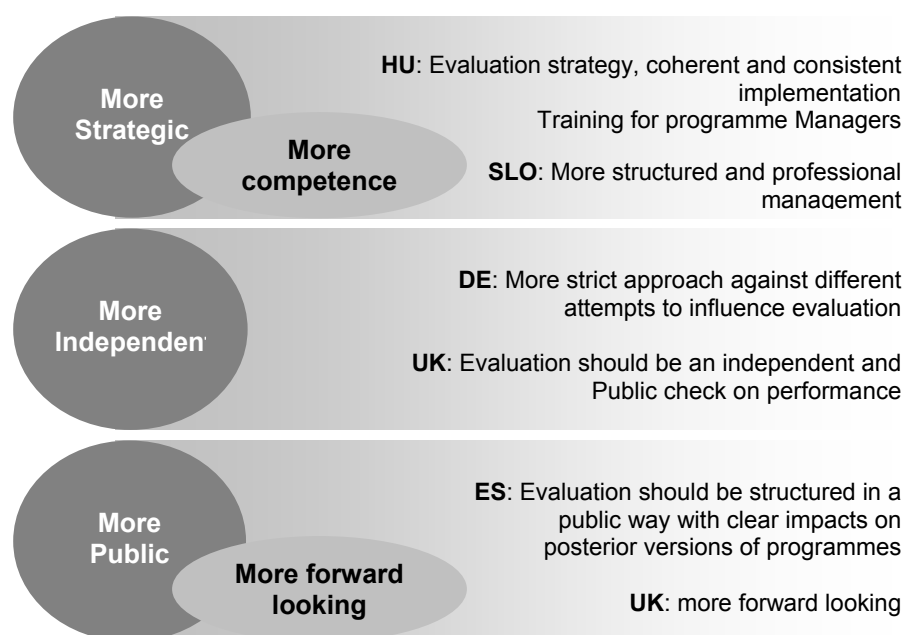 More
Strategic
More
competence
HU: Evaluation strategy, coherent and consistent
implementation
Training for programme Managers
SLO: More structured and professional
management
More
Independent
DE: More strict approach against different
attempts to influence evaluation
UK: Evaluation should be an independent and
Public check on performance
More
Public
More forward
looking
ES: Evaluation should be structured in a
public way with clear impacts on
posterior versions of programmes
UK: more forward looking